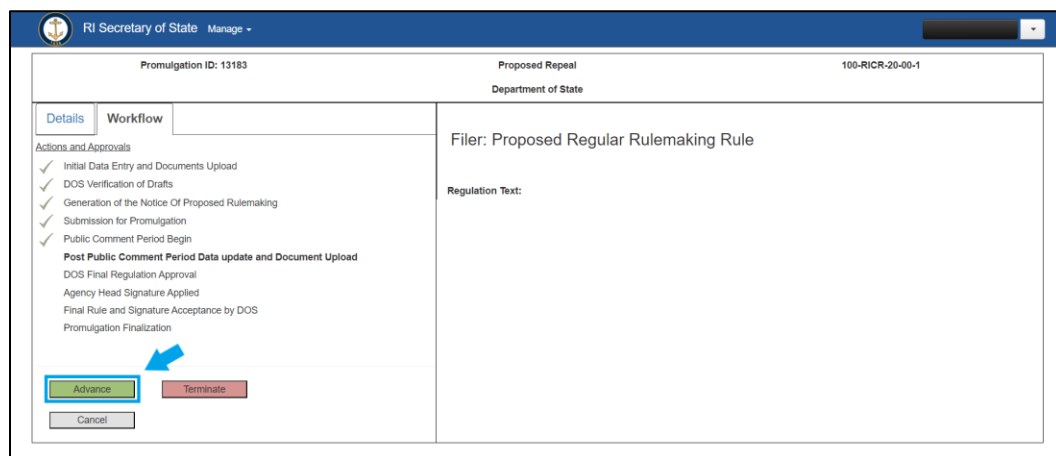 RI Secretary of State Manage
Promulgation ID: 13183 Proposed Repeal 100-RICR-20-00-1
Department of State
Details Workflow
Actions and Approvals
Initial Data Entry and Documents Upload
DOS Verification of Drafts
Generation of the Notice Of Proposed Rulemaking
Submission for Promulgation
Public Comment Period Begin
Post Public Comment Period Data update and Document Upload
DOS Final Regulation Approval
Agency Head Signature Applied
Final Rule and Signature Acceptance by DOS
Promulgation Finalization
Advance Terminate
Cancel
Filer: Proposed Regular Rulemaking Rule
Regulation Text: